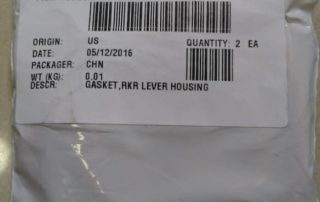 ORIGIN: US QUANTITY: 2 EA
DATE: 05/12/2016
PACKAGER: CHN
WT (KG): 0.01
DESCR: GASKET,RKR LEVER HOUSING